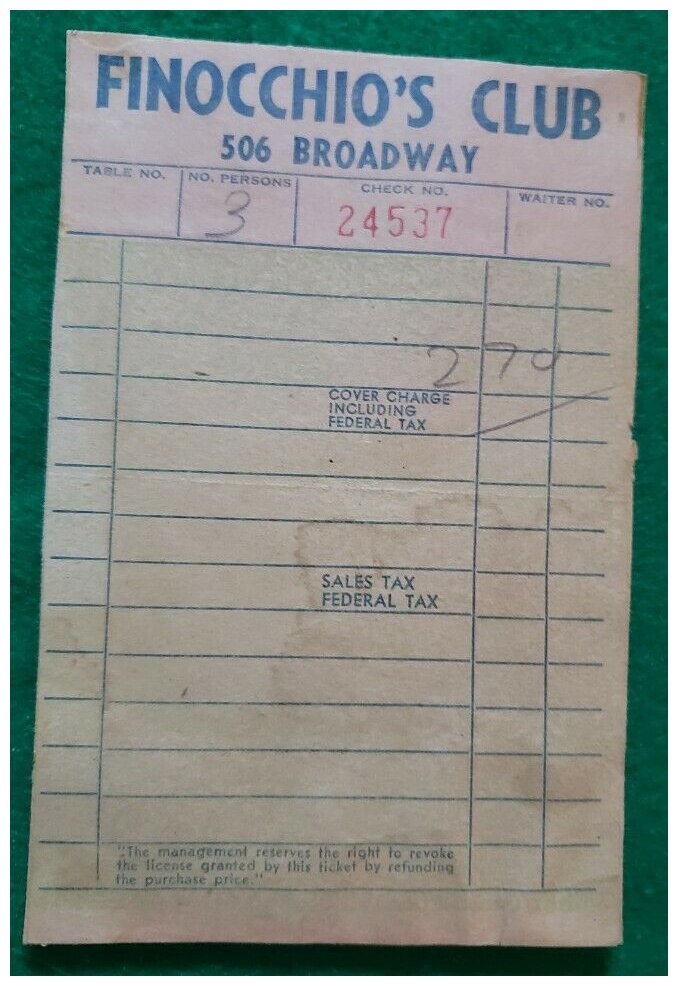 FINOCCHIO'S CLUB
506 BROADWAY
TABLE NO. NO. PERSONS CHECK NO. WAITER NO.
3 24537
2 70
COVER CHARGE
INCLUDING
FEDERAL TAX
SALES TAX
FEDERAL TAX
"The management reserves the right to revoke
the license granted by this ticket by refunding
the purchase price."